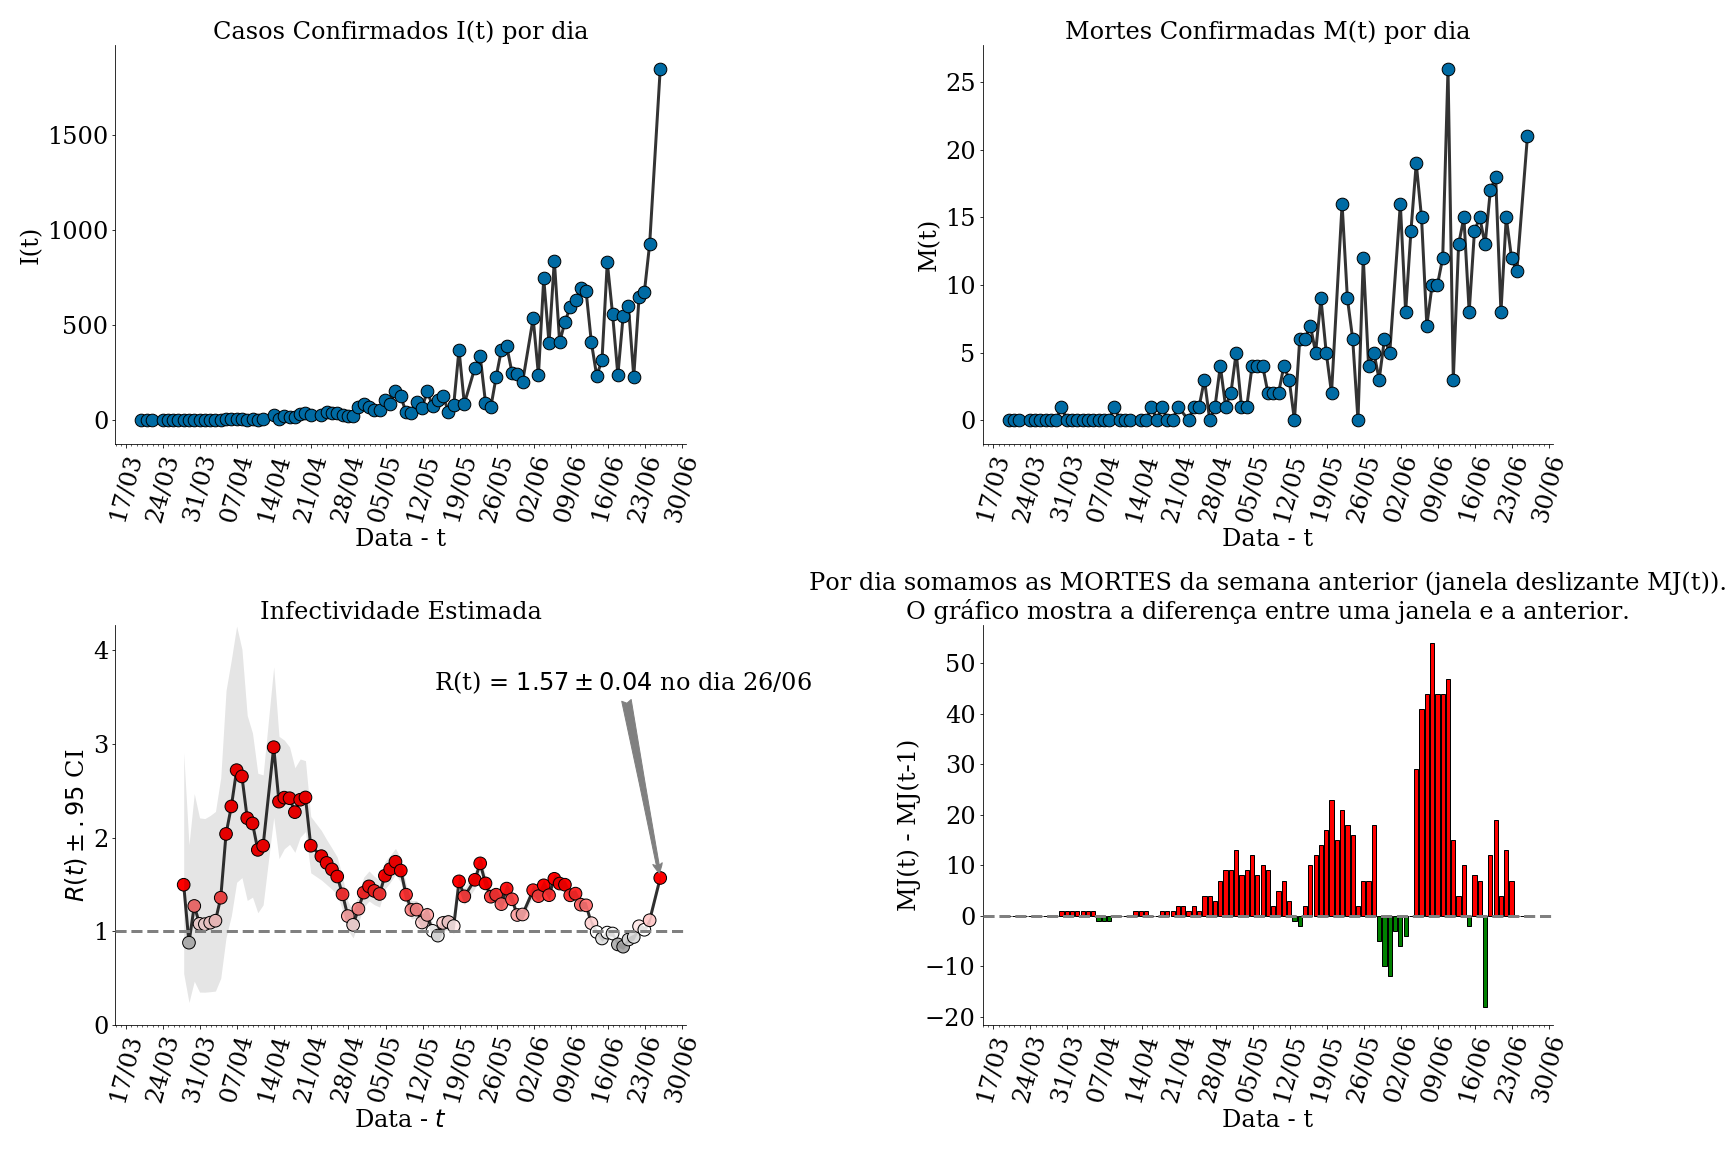 Casos Confirmados I(t) por dia
I(t)
1500
1000
500
0
17/03 24/03 31/03 07/04 14/04 21/04 28/04 05/05 12/05 19/05 26/05 02/06 09/06 16/06 23/06 30/06
Data - t
Mortes Confirmadas M(t) por dia
M(t)
25
20
15
10
5
0
17/03 24/03 31/03 07/04 14/04 21/04 28/04 05/05 12/05 19/05 26/05 02/06 09/06 16/06 23/06 30/06
Data - t
Infectividade Estimada
R(t) ± .95 CI
4
3
2
1
0
R(t) = 1.57 ± 0.04 no dia 26/06
17/03 24/03 31/03 07/04 14/04 21/04 28/04 05/05 12/05 19/05 26/05 02/06 09/06 16/06 23/06 30/06
Data - t
Por dia somamos as MORTES da semana anterior (janela deslizante MJ(t)).
O gráfico mostra a diferença entre uma janela e a anterior.
MJ(t) - MJ(t-1)
50
40
30
20
10
0
−10
−20
17/03 24/03 31/03 07/04 14/04 21/04 28/04 05/05 12/05 19/05 26/05 02/06 09/06 16/06 23/06 30/06
Data - t